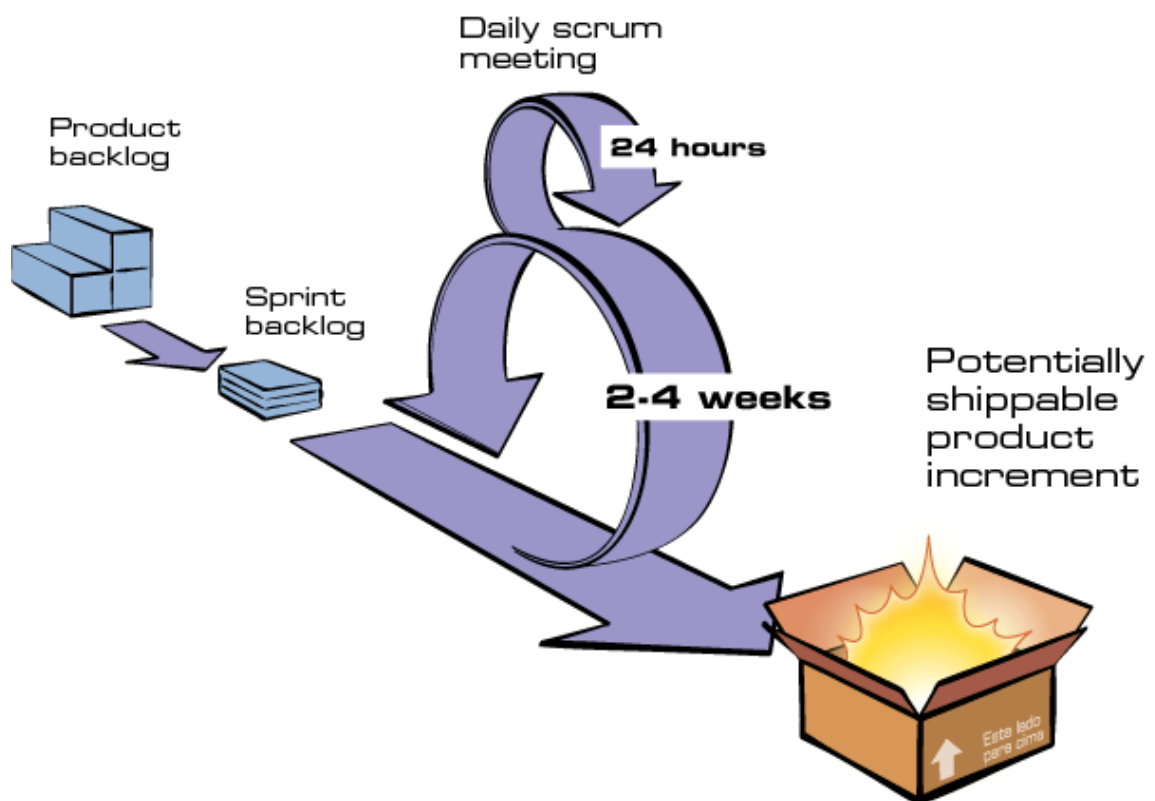 Daily scrum
meeting
24 hours
Product
backlog
Sprint
backlog
2-4 weeks
Potentially
shippable
product
increment
Este lado
para cima